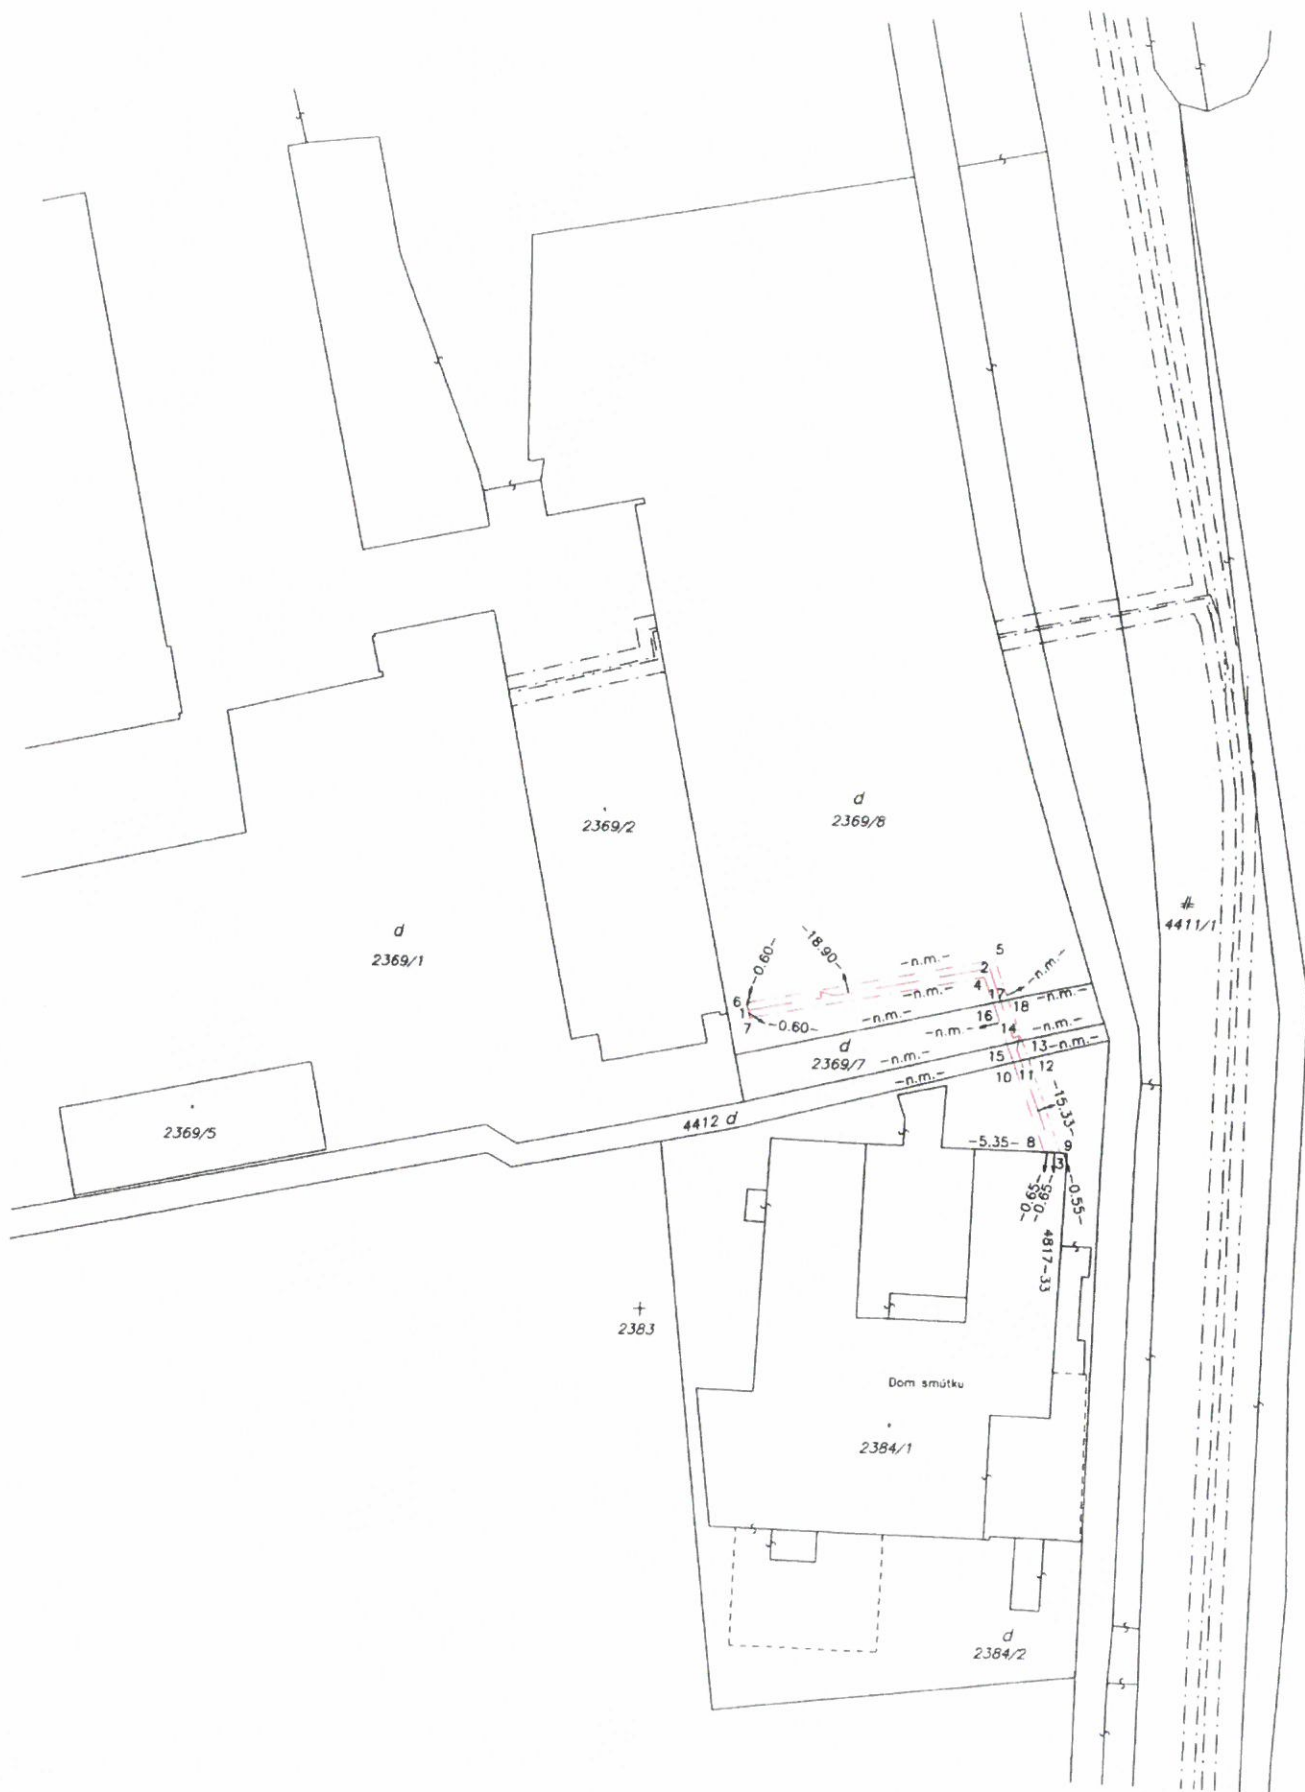 d
2369/8
2369/2
#
4411/1
d
2369/1
-18.90-
-0.60-
-n.m.-
5
2
-n.m.-
4
-n.m.-
17
-n.m.-
6
1
7
-0.60-
-n.m.-
16
18
-n.m.-
14
-n.m.-
d
2369/7
-n.m.-
15
13
-n.m.-
10
11
12
-n.m.-
-15.33-
4412 d
2369/5
-5.35-
8
9
3
-0.65-
-0.65-
-0.55-
4817-33
+
2383
Dom smútku
2384/1
d
2384/2